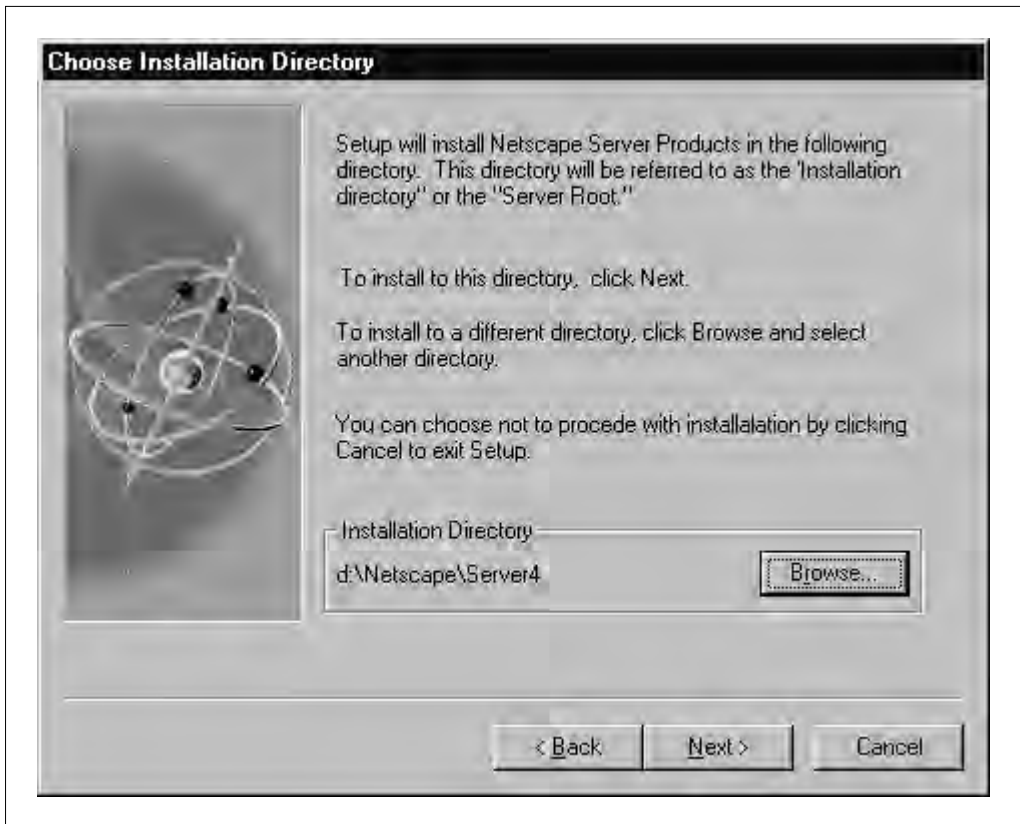 Choose Installation Directory
Setup will install Netscape Server Products in the following
directory. This directory will be referred to as the 'Installation
directory" or the "Server Root."
To install to this directory, click Next.
To install to a different directory, click Browse and select
another directory.
You can choose not to procede with installalation by clicking
Cancel to exit Setup.
Installation Directory
d:\Netscape\Server4
Browse...
< Back
Next >
Cancel